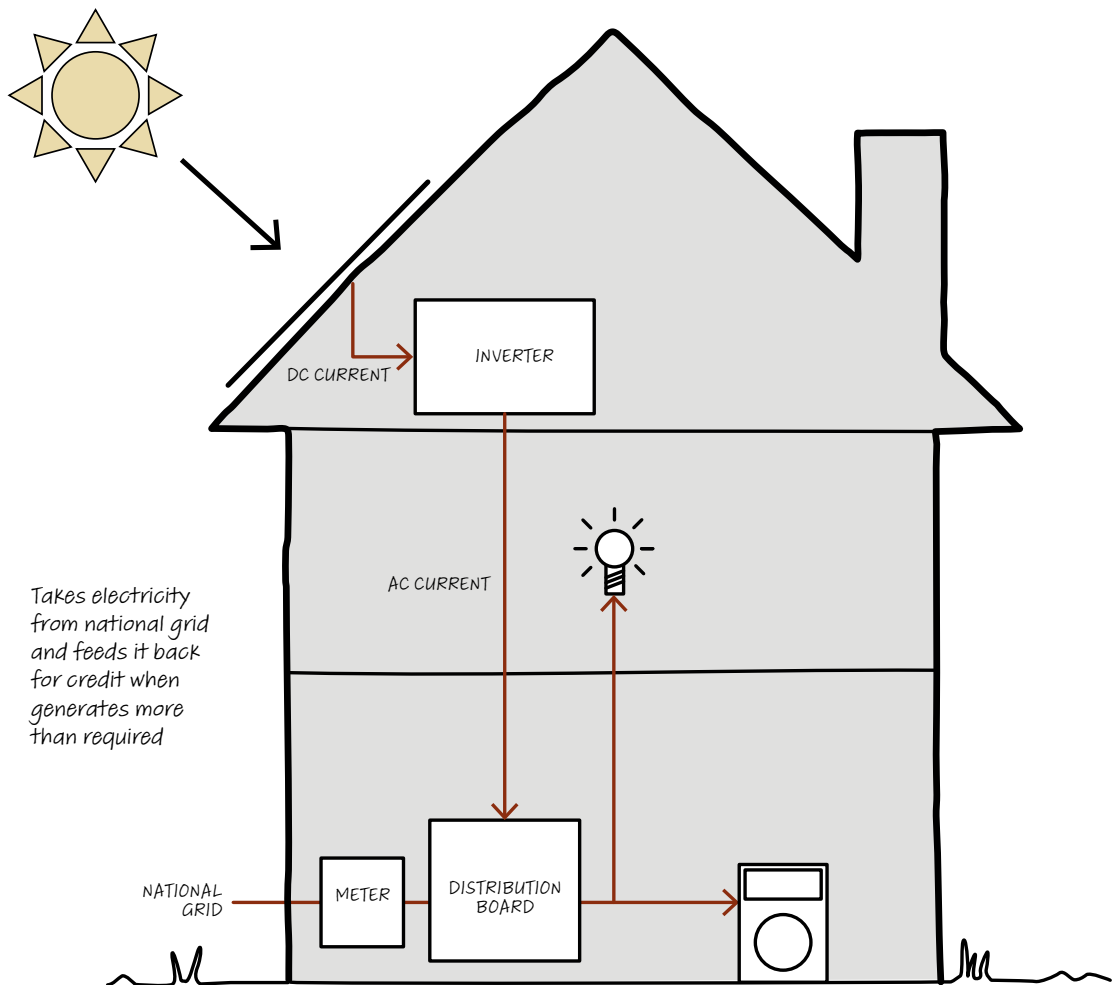 INVERTER
DC CURRENT
AC CURRENT
Takes electricity
from national grid
and feeds it back
for credit when
generates more
than required
NATIONAL
GRID
METER
DISTRIBUTION
BOARD